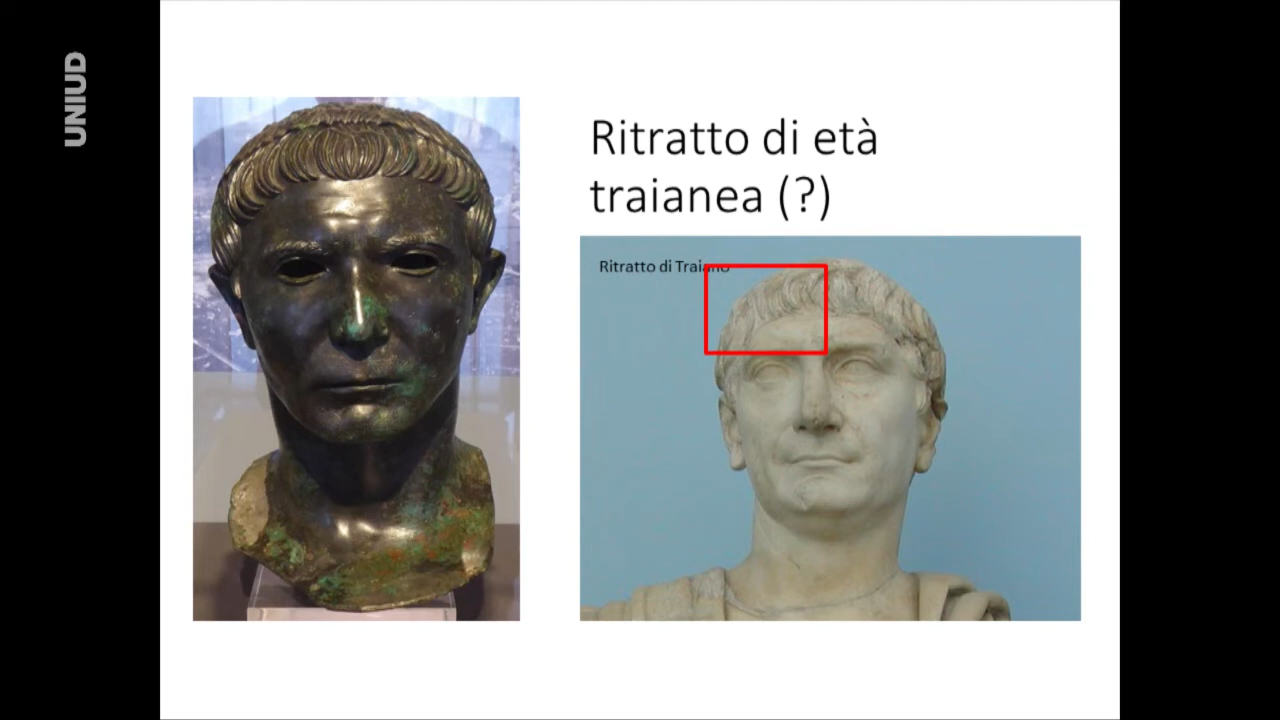 UNIUD
Ritratto di età
traianea (?)
Ritratto di Traiano